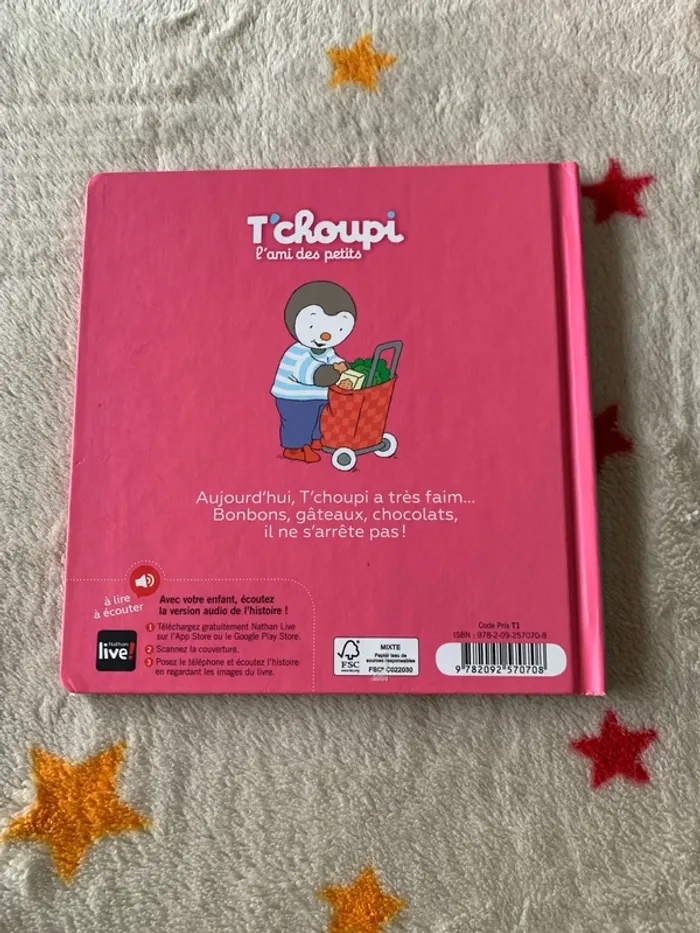 T'choupi
l'ami des petits
Aujourd'hui, T'choupi a très faim...
Bonbons, gâteaux, chocolats,
il ne s'arrête pas !
à lire
à écouter
Avec votre enfant, écoutez
la version audio de l'histoire !
1 Téléchargez gratuitement Nathan Live
sur l'App Store ou le Google Play Store.
2 Scannez la couverture.
3 Posez le téléphone et écoutez l'histoire
en regardant les images du livre.
Nathan
live!
FSC
www.fsc.org
MIXTE
Papier issu de
sources responsables
FSC® C022030
Code Prix T1
ISBN : 978-2-09-257070-8
9 782092 570708